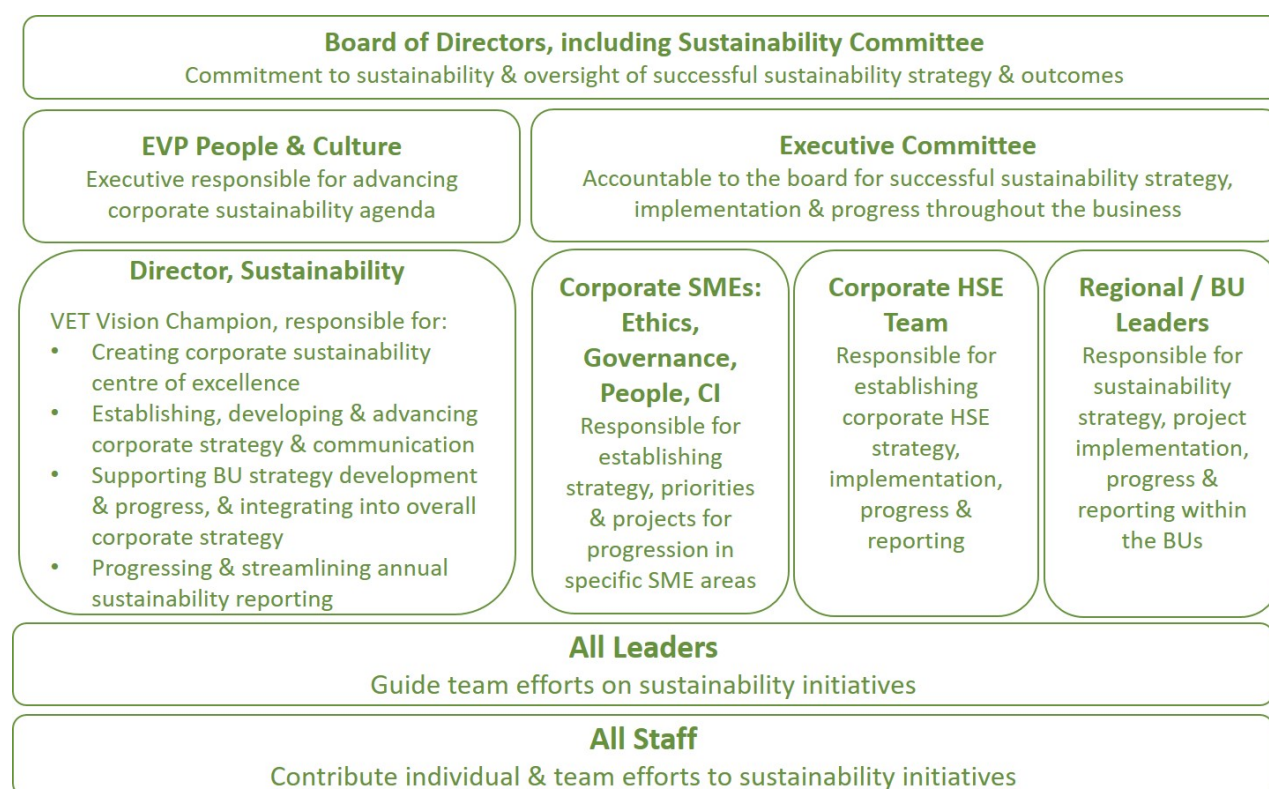 Board of Directors, including Sustainability Committee
Commitment to sustainability & oversight of successful sustainability strategy & outcomes
EVP People & Culture
Executive responsible for advancing
corporate sustainability agenda
Executive Committee
Accountable to the board for successful sustainability strategy,
implementation & progress throughout the business
Director, Sustainability
VET Vision Champion, responsible for:
• Creating corporate sustainability
centre of excellence
• Establishing, developing & advancing
corporate strategy & communication
• Supporting BU strategy development
& progress, & integrating into overall
corporate strategy
• Progressing & streamlining annual
sustainability reporting
Corporate SMEs:
Ethics,
Governance,
People, CI
Responsible for
establishing
strategy, priorities
& projects for
progression in
specific SME areas
Corporate HSE
Team
Responsible for
establishing
corporate HSE
strategy,
implementation,
progress &
reporting
Regional / BU
Leaders
Responsible for
sustainability
strategy, project
implementation,
progress &
reporting within
the BUs
All Leaders
Guide team efforts on sustainability initiatives
All Staff
Contribute individual & team efforts to sustainability initiatives